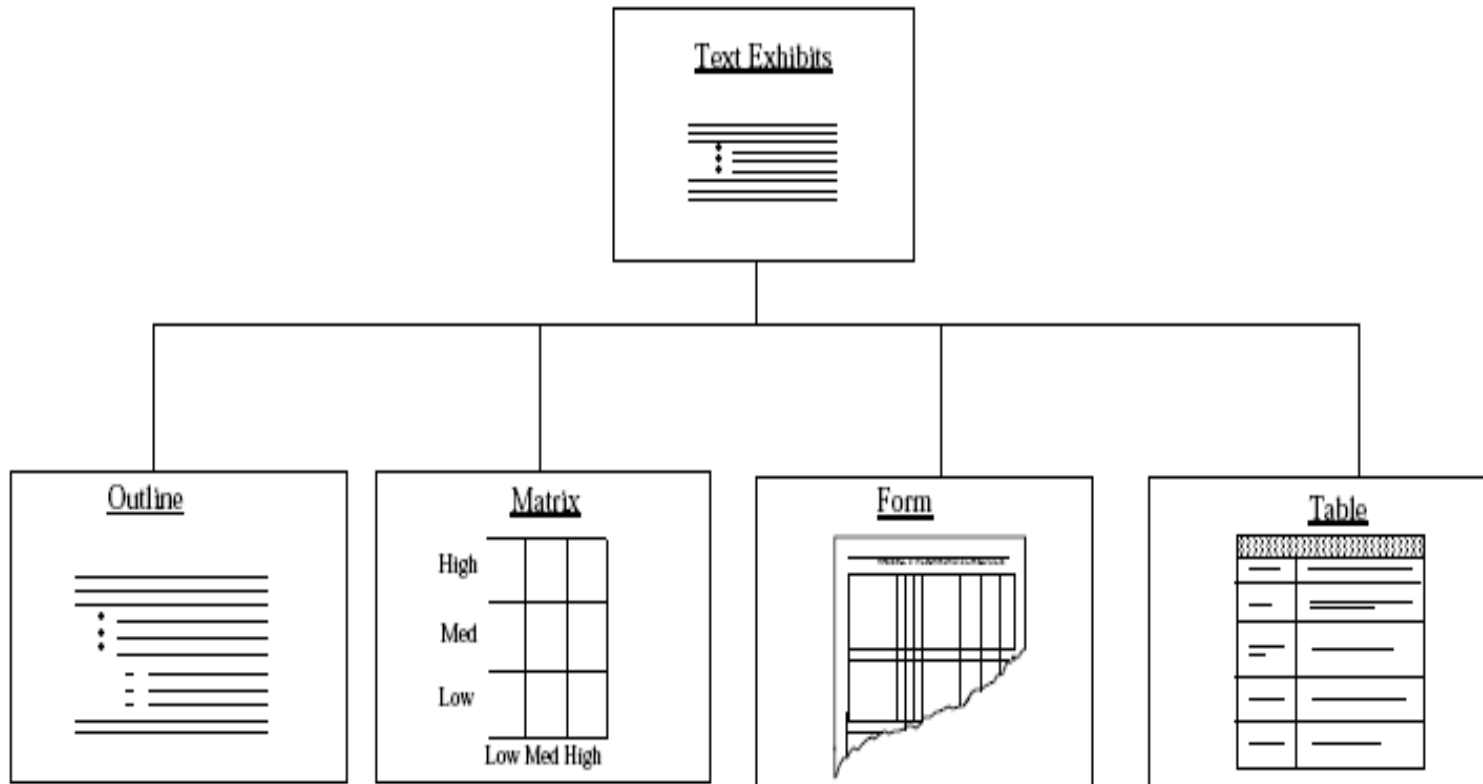 Text Exhibits
Outline
Matrix
High
Med
Low
Low Med High
Form
Table